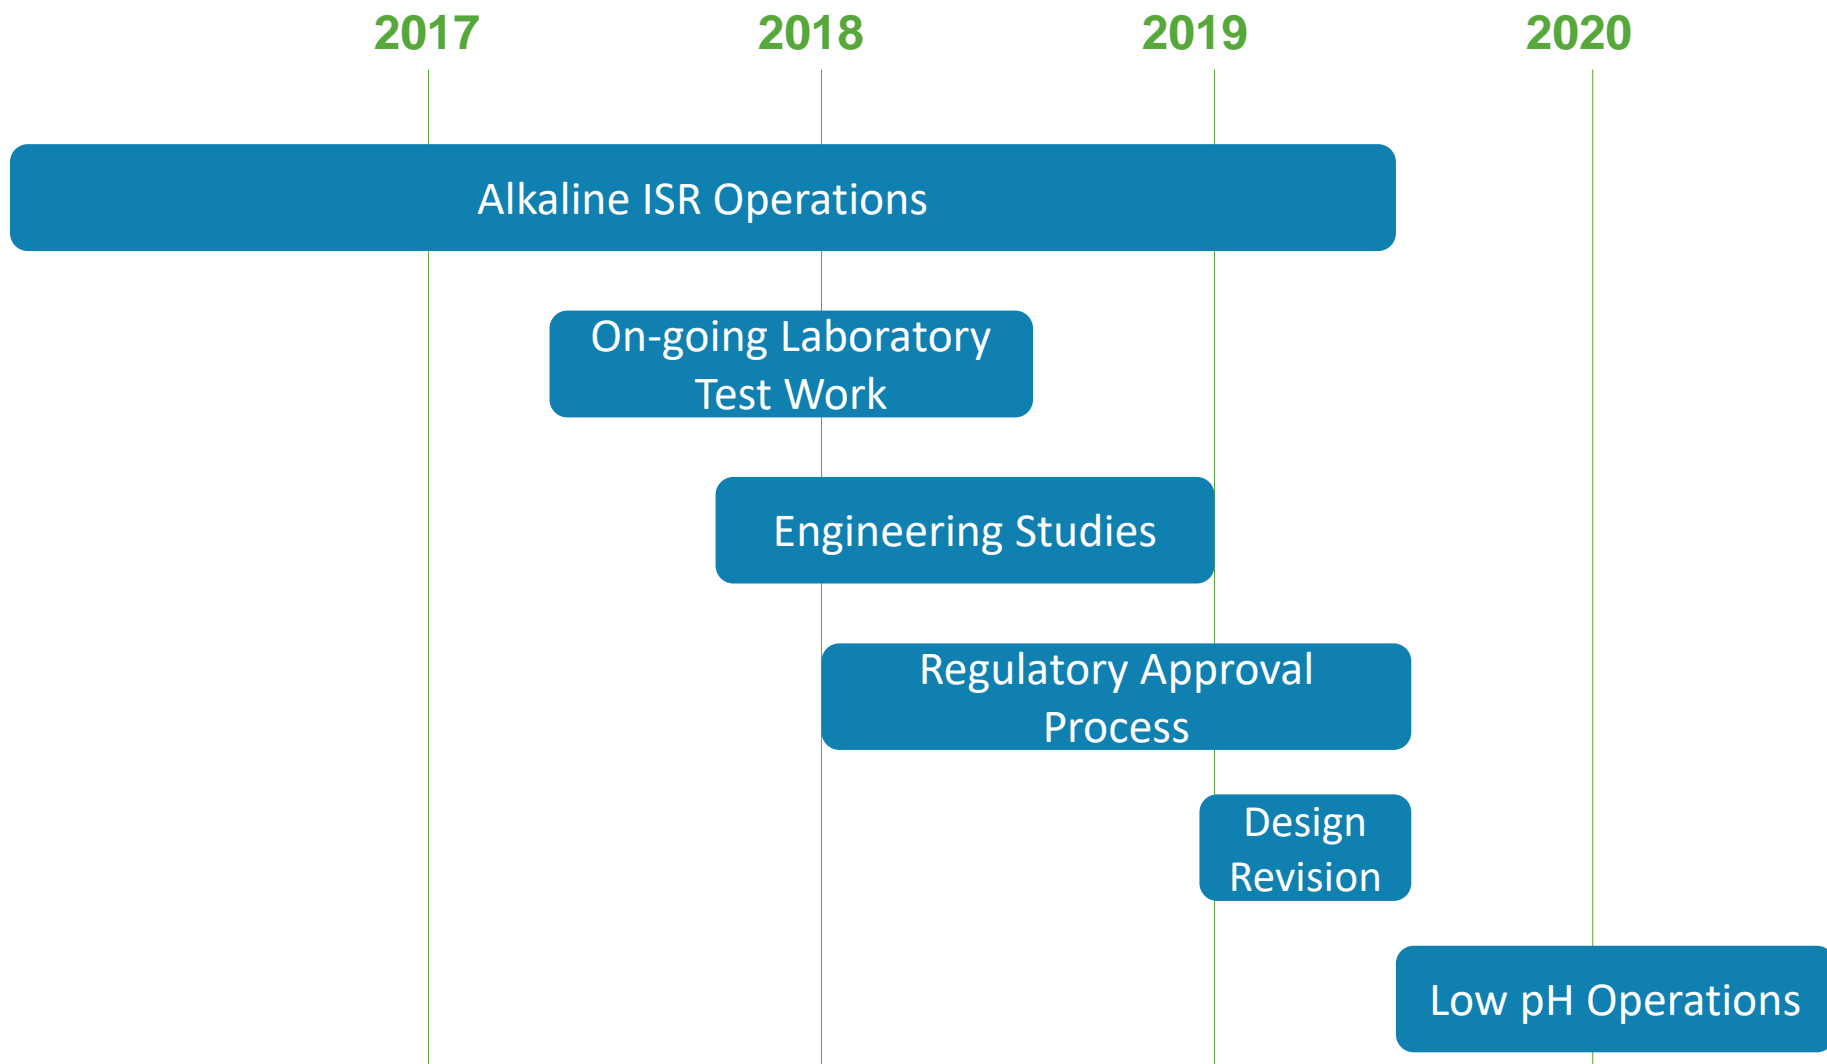 2017 2018 2019 2020
Alkaline ISR Operations
On-going Laboratory
Test Work
Engineering Studies
Regulatory Approval
Process
Design
Revision
Low pH Operations